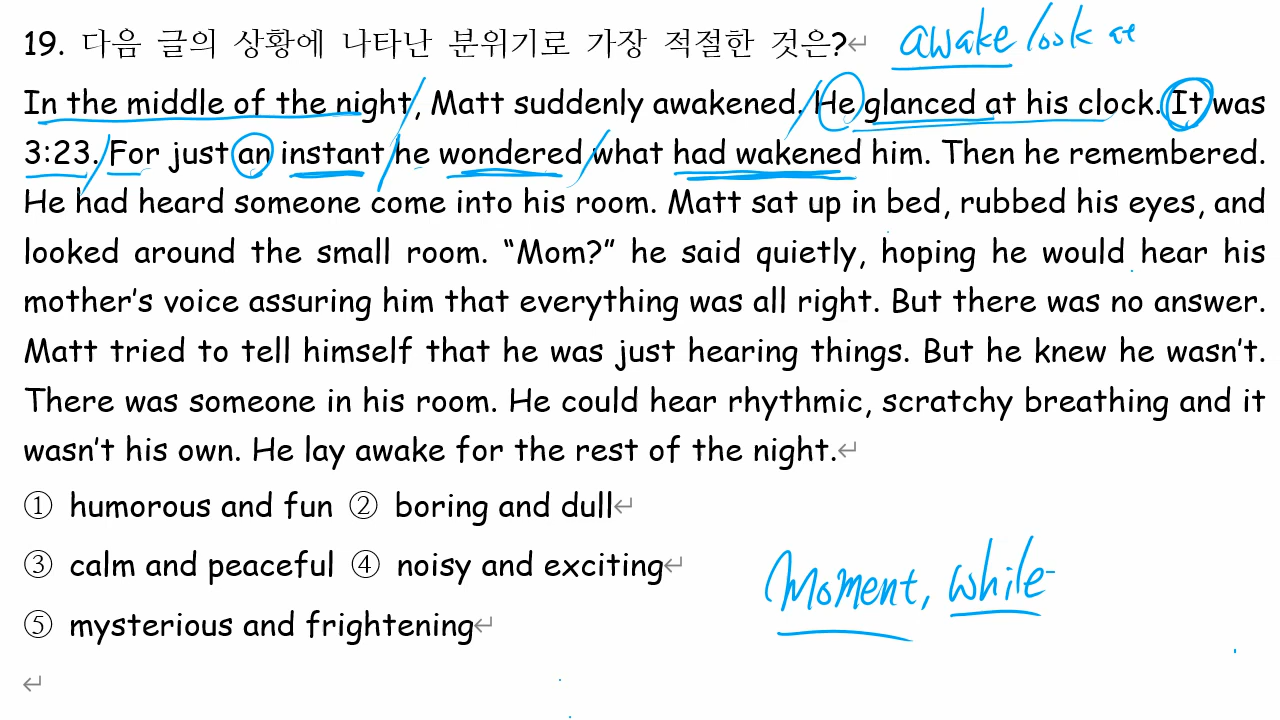 19. 다음 글의 상황에 나타난 분위기로 가장 적절한 것은?↵ awake look at
In the middle of the night, Matt suddenly awakened. He glanced at his clock. It was
3:23. For just an instant he wondered what had wakened him. Then he remembered.
He had heard someone come into his room. Matt sat up in bed, rubbed his eyes, and
looked around the small room. “Mom?” he said quietly, hoping he would hear his
mother’s voice assuring him that everything was all right. But there was no answer.
Matt tried to tell himself that he was just hearing things. But he knew he wasn’t.
There was someone in his room. He could hear rhythmic, scratchy breathing and it
wasn’t his own. He lay awake for the rest of the night.↵
① humorous and fun ② boring and dull↵
③ calm and peaceful ④ noisy and exciting↵
Moment, while
⑤ mysterious and frightening↵
↵